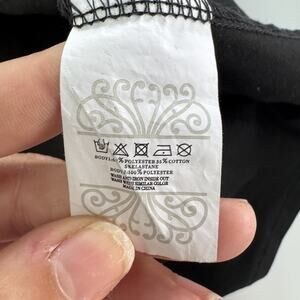 BODY1:60% POLYESTER 35%COTTON
5%ELASTANE
BODY2:100%POLYESTER
WASH AND IRON INSIDE OUT
WASH WITH SIMILAR COLOR
MADE IN CHINA